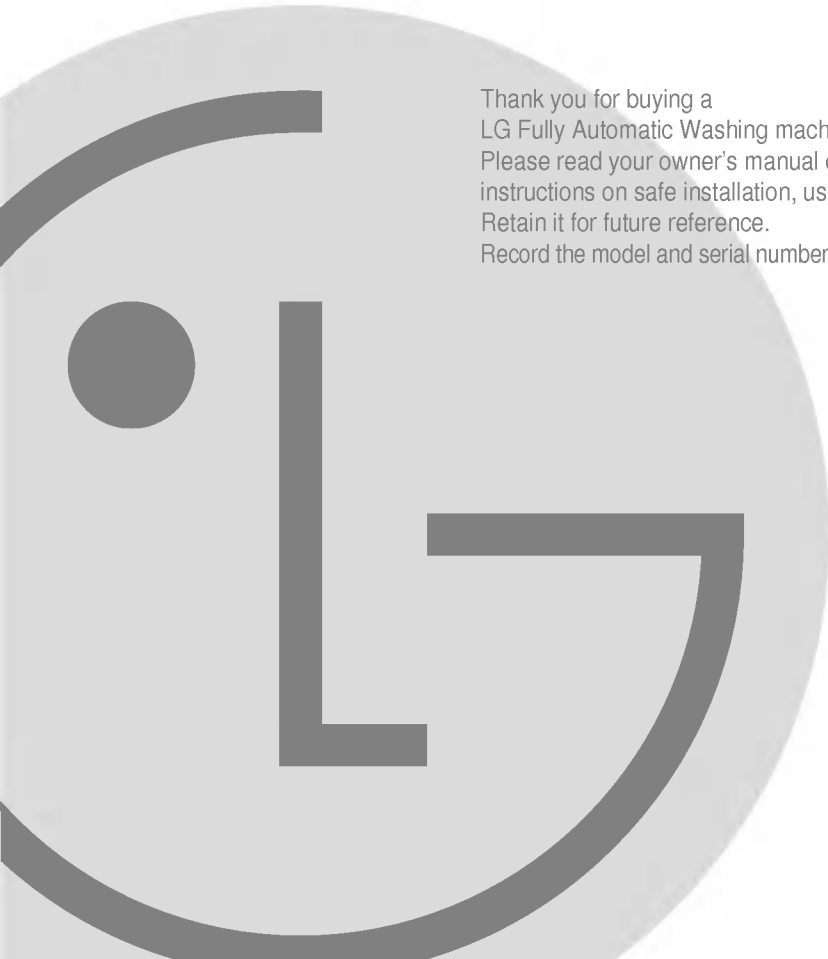 Thank you for buying a
LG Fully Automatic Washing mach
Please read your owner's manual
instructions on safe installation, us
Retain it for future reference.
Record the model and serial number